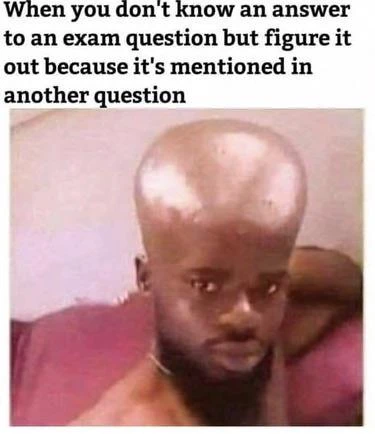 When you don't know an answer
to an exam question but figure it
out because it's mentioned in
another question